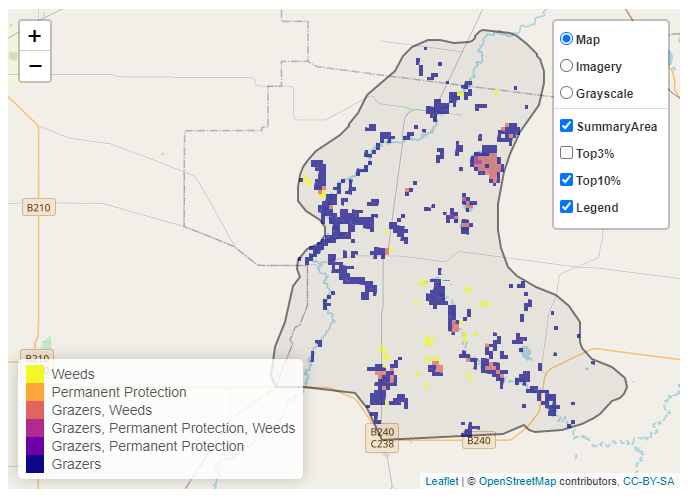 +
−
Map
Imagery
Grayscale
SummaryArea
Top3%
Top10%
Legend
B210
B210
Weeds
Permanent Protection
Grazers, Weeds
Grazers, Permanent Protection, Weeds
Grazers, Permanent Protection
Grazers
B240
C238
B240
Leaflet | © OpenStreetMap contributors, CC-BY-SA